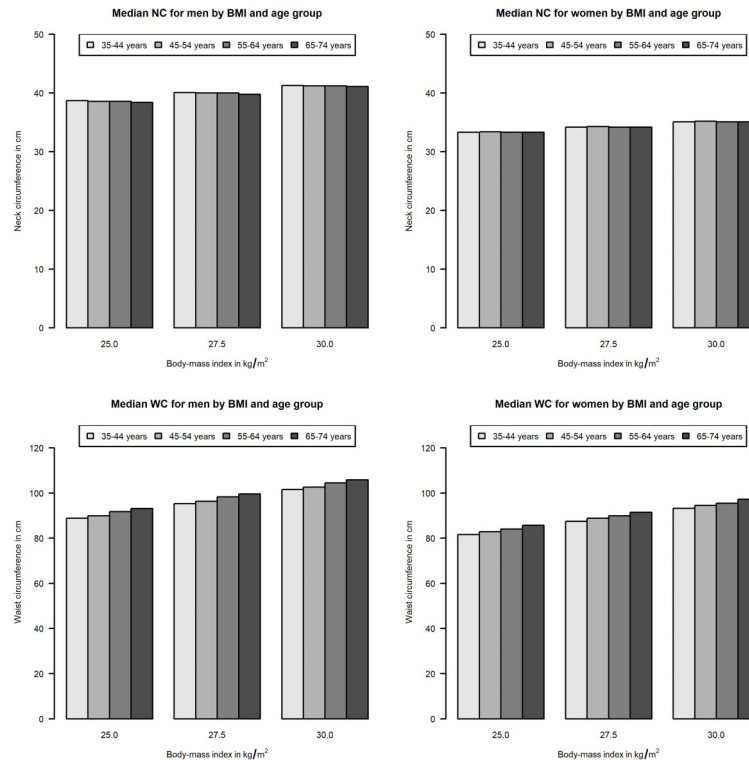 Median NC for men by BMI and age group
50
35-44 years 45-54 years 55-64 years 65-74 years
40
30
20
10
0
Neck circumference in cm
25.0 27.5 30.0
Body-mass index in kg/m²
Median NC for women by BMI and age group
50
35-44 years 45-54 years 55-64 years 65-74 years
40
30
20
10
0
Neck circumference in cm
25.0 27.5 30.0
Body-mass index in kg/m²
Median WC for men by BMI and age group
120
35-44 years 45-54 years 55-64 years 65-74 years
100
80
60
40
20
0
Waist circumference in cm
25.0 27.5 30.0
Body-mass index in kg/m²
Median WC for women by BMI and age group
120
35-44 years 45-54 years 55-64 years 65-74 years
100
80
60
40
20
0
Waist circumference in cm
25.0 27.5 30.0
Body-mass index in kg/m²